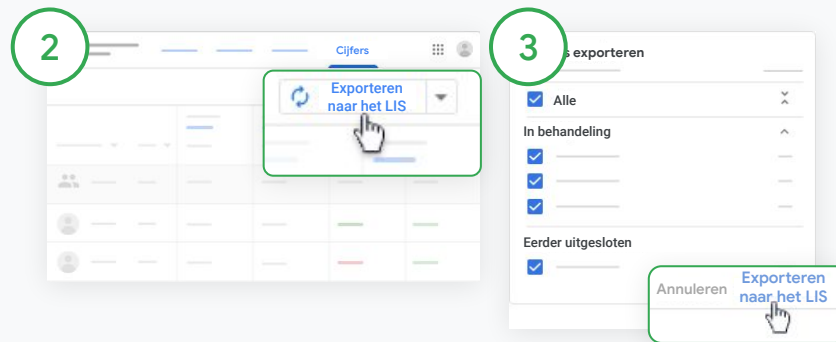 2
Cijfers
Exporteren
naar het LIS
3
s exporteren
Alle
In behandeling
Eerder uitgesloten
Annuleren
Exporteren
naar het LIS